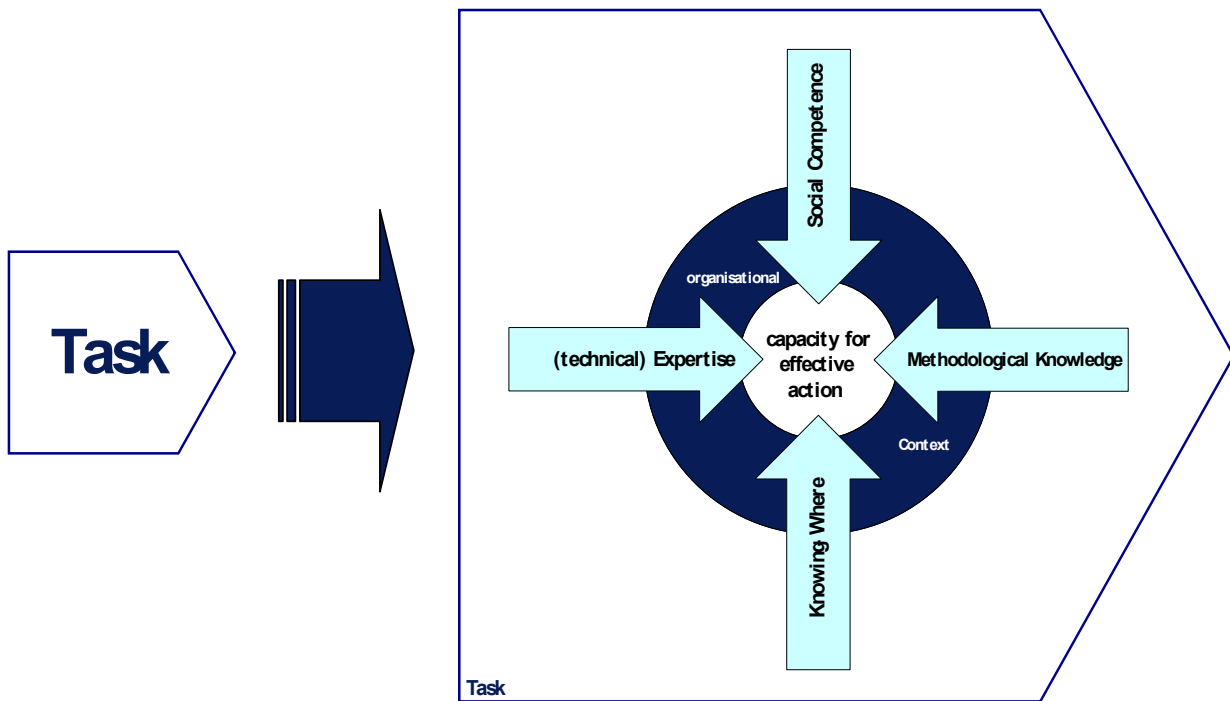 Task
Social Competence
organisational
(technical) Expertise
capacity for
effective
action
Methodological Knowledge
Context
Knowing-Where
Task